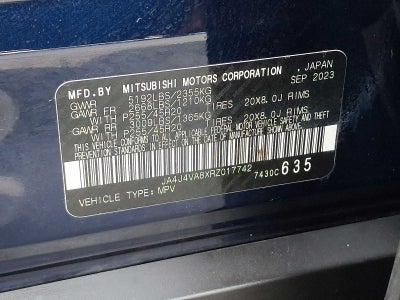 MFD.BY MITSUBISHI MOTORS CORPORATION, JAPAN
SEP 2023
GVWR 5192LBS/2355KG
GAWR FR 2668LBS/1210KG
WITH P255/45R20 TIRES 20X8.0J RIMS
GAWR RR 3009LBS/1365KG
WITH P255/45R20 TIRES 20X8.0J RIMS
THIS VEHICLE CONFORMS TO ALL APPLICABLE U.S. FEDERAL MOTOR VEHICLE SAFETY, BUMPER, AND THEFT
PREVENTION STANDARDS IN EFFECT ON THE DATE OF MANUFACTURE SHOWN ABOVE.
JA4J4VA8XRZ017742 7430C 635
VEHICLE TYPE: MPV